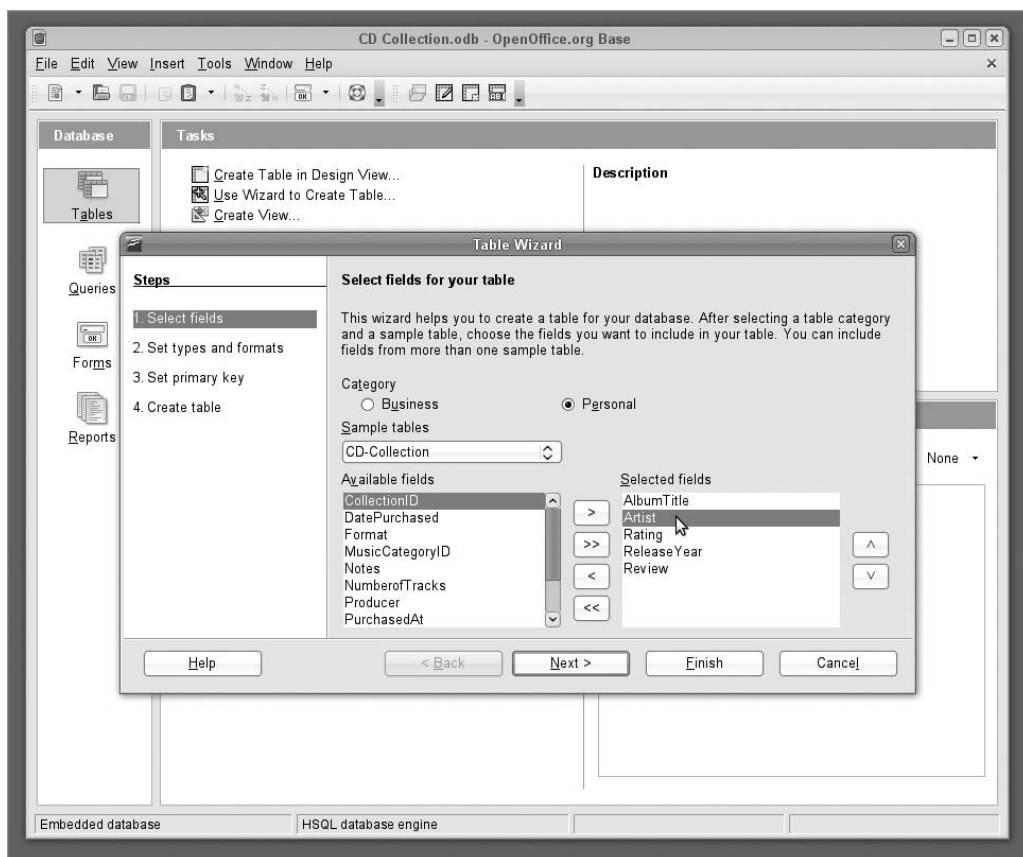 CD Collection.odb - OpenOffice.org Base
File Edit View Insert Tools Window Help
Database
Tasks
Create Table in Design View...
Use Wizard to Create Table...
Create View...
Description
Tables
Queries
Forms
Reports
Table Wizard
Steps
1. Select fields
2. Set types and formats
3. Set primary key
4. Create table
Select fields for your table
This wizard helps you to create a table for your database. After selecting a table category
and a sample table, choose the fields you want to include in your table. You can include
fields from more than one sample table.
Category
Business
Personal
Sample tables
CD-Collection
Available fields
CollectionID
DatePurchased
Format
MusicCategoryID
Notes
NumberofTracks
Producer
PurchasedAt
>
>>
<
<<
Selected fields
AlbumTitle
Artist
Rating
ReleaseYear
Review
None
Help
< Back
Next >
Finish
Cancel
Embedded database
HSQL database engine